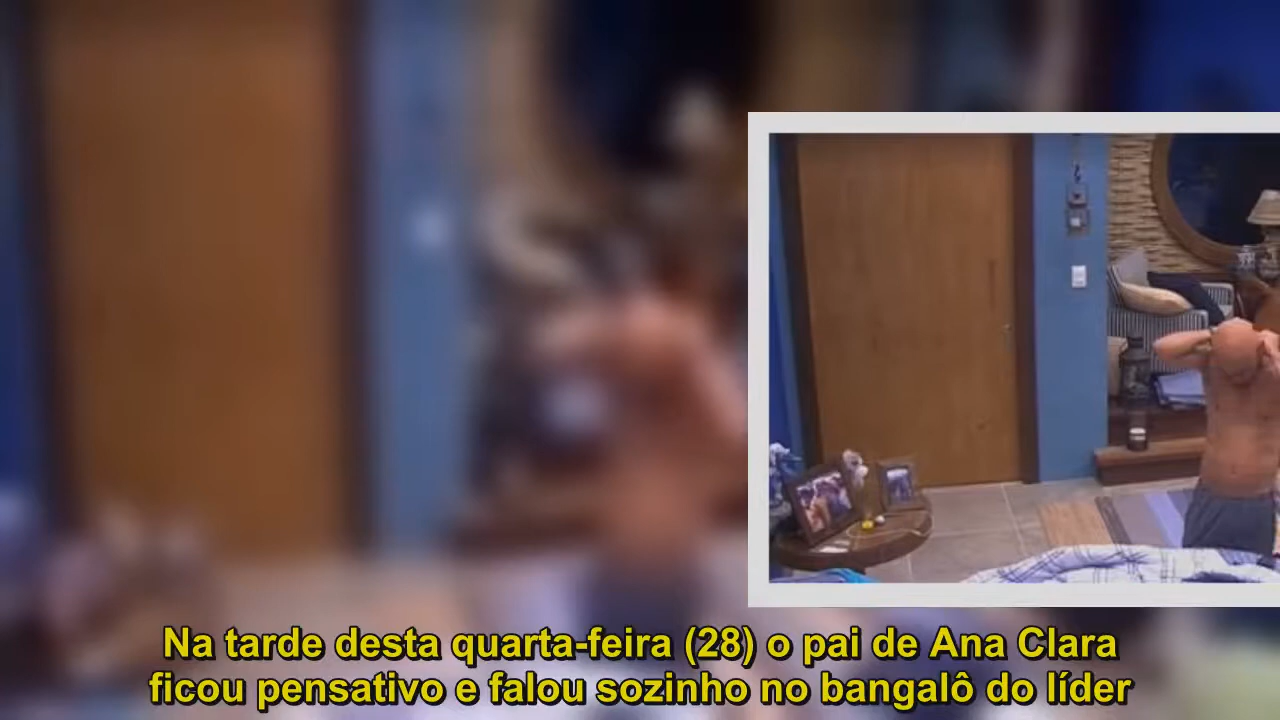 Na tarde desta quarta-feira (28) o pai de Ana Clara
ficou pensativo e falou sozinho no bangalô do líder